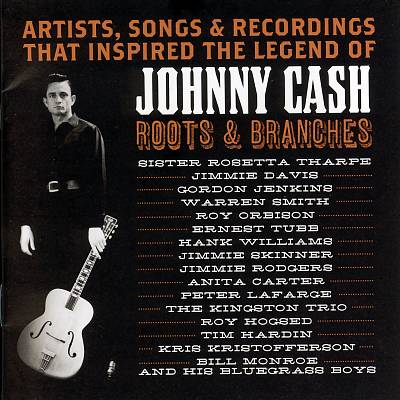 ARTISTS, SONGS & RECORDINGS
THAT INSPIRED THE LEGEND OF
JOHNNY CASH
ROOTS & BRANCHES
SISTER ROSETTA THARPE
JIMMIE DAVIS
GORDON JENKINS
WARREN SMITH
ROY ORBISON
ERNEST TUBB
HANK WILLIAMS
JIMMIE SKINNER
JIMMIE RODGERS
ANITA CARTER
PETER LAFARGE
THE KINGSTON TRIO
ROY HOGSED
TIM HARDIN
KRIS KRISTOFFERSON
BILL MONROE
AND HIS BLUEGRASS BOYS